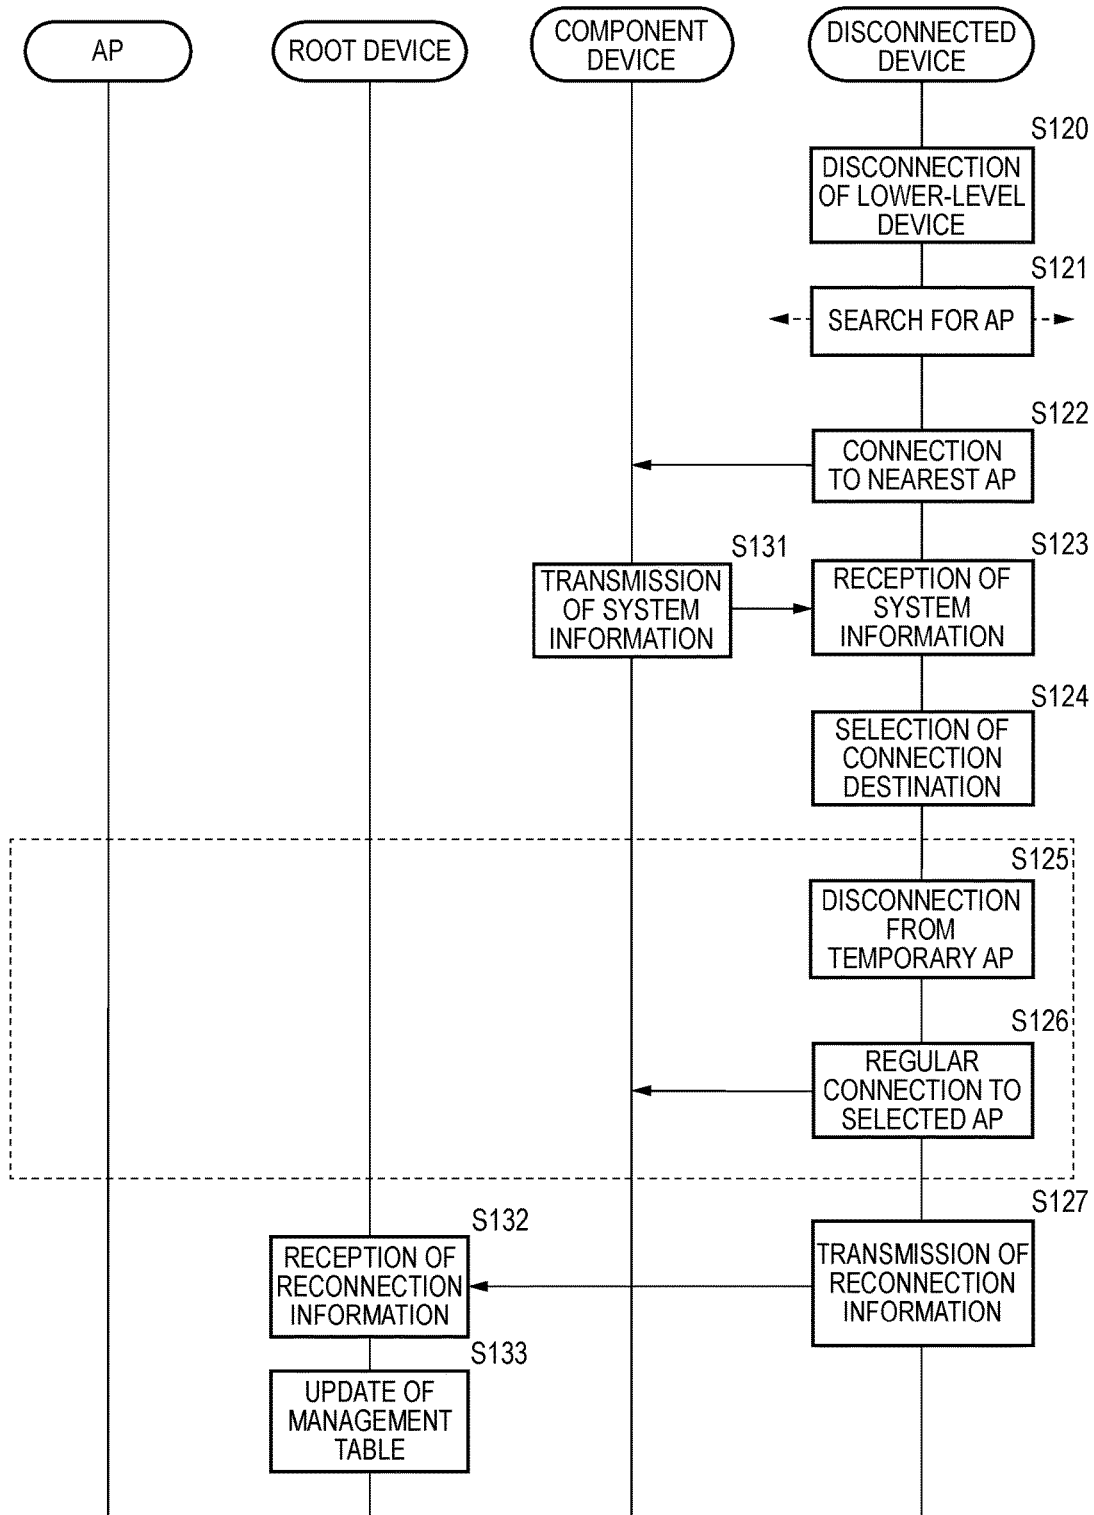 AP
ROOT DEVICE
COMPONENT
DEVICE
DISCONNECTED
DEVICE
S120
DISCONNECTION
OF LOWER-LEVEL
DEVICE
S121
SEARCH FOR AP
S122
CONNECTION
TO NEAREST AP
S131
TRANSMISSION
OF SYSTEM
INFORMATION
S123
RECEPTION OF
SYSTEM
INFORMATION
S124
SELECTION OF
CONNECTION
DESTINATION
S125
DISCONNECTION
FROM
TEMPORARY AP
S126
REGULAR
CONNECTION TO
SELECTED AP
S127
TRANSMISSION OF
RECONNECTION
INFORMATION
S132
RECEPTION OF
RECONNECTION
INFORMATION
S133
UPDATE OF
MANAGEMENT
TABLE